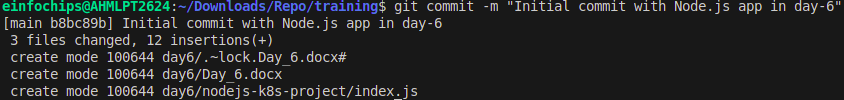 einfochips@AHMLPT2624:~/Downloads/Repo/training$ git commit -m "Initial commit with Node.js app in day-6"
[main b8bc89b] Initial commit with Node.js app in day-6
 3 files changed, 12 insertions(+)
 create mode 100644 day6/.~lock.Day_6.docx#
 create mode 100644 day6/Day_6.docx
 create mode 100644 day6/nodejs-k8s-project/index.js